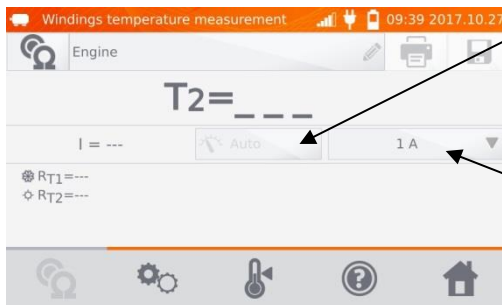 Windings temperature measurement 09:39 2017.10.27
Engine
T2=_ _ _
I = --- Auto 1 A
RT1=---
RT2=---
?